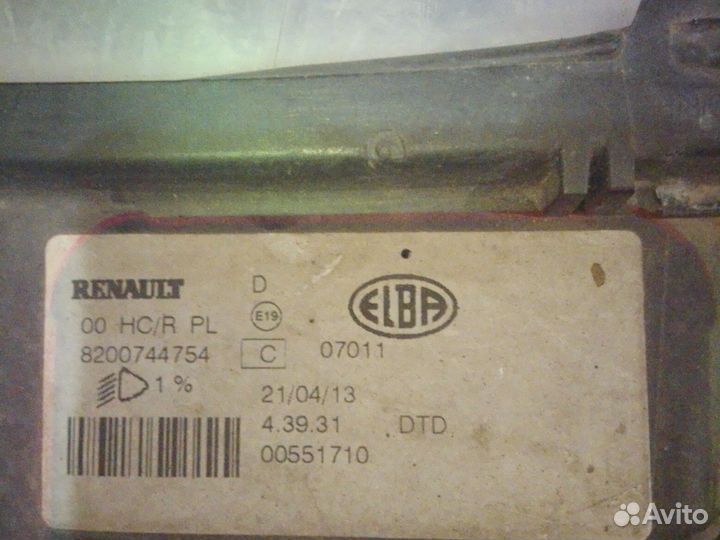 RENAULT D ELBA
00 HC/R PL E19
8200744754 C 07011
1 % 21/04/13
4.39.31 DTD
00551710
Avito